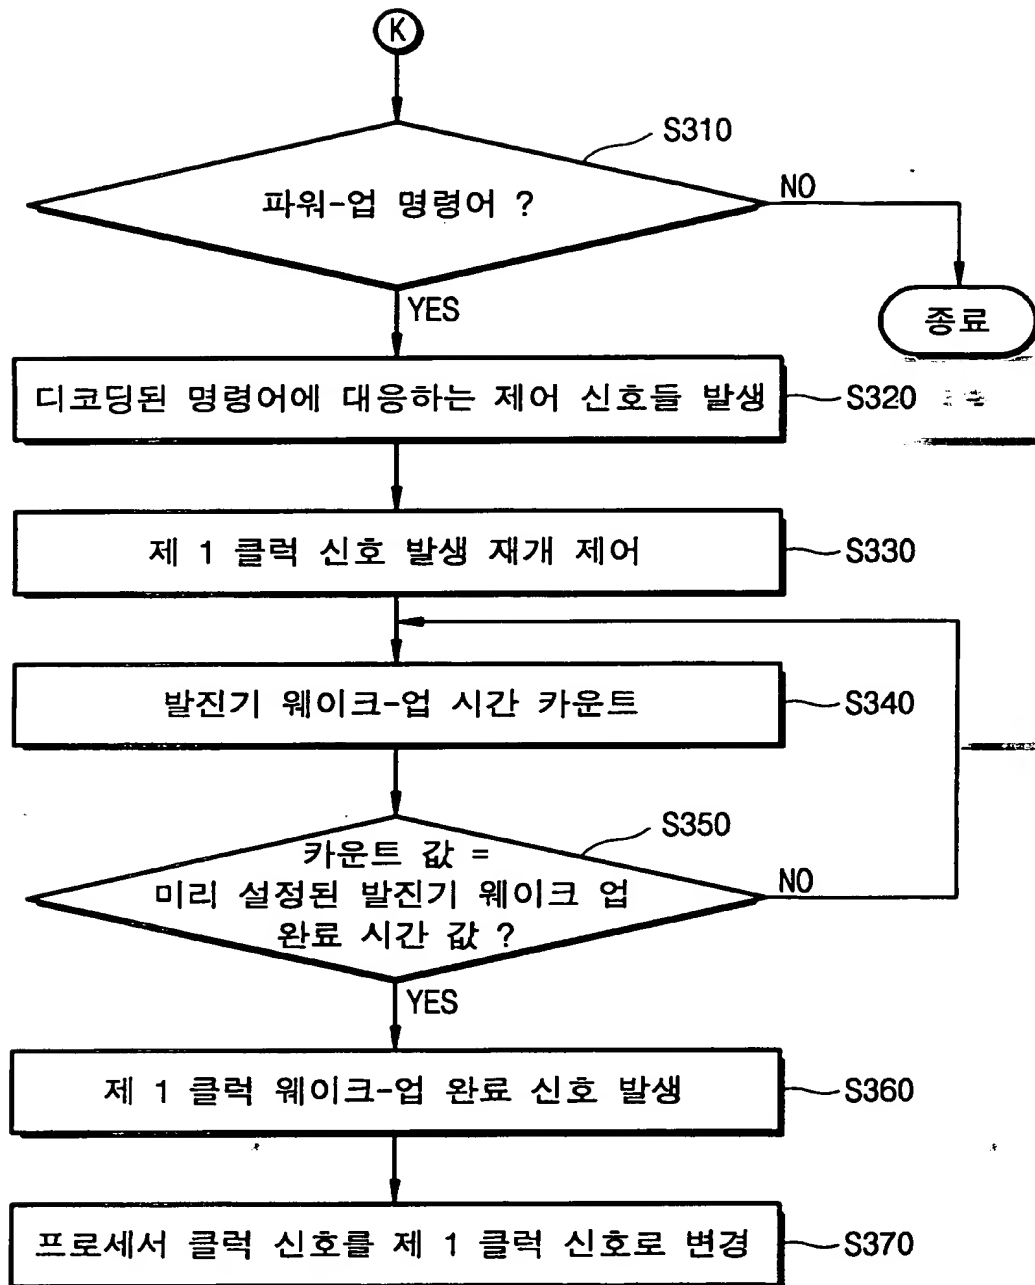 K
S310
파워-업 명령어 ?
NO
YES
종료
디코딩된 명령어에 대응하는 제어 신호들 발생
S320
제 1 클럭 신호 발생 재개 제어
S330
발진기 웨이크-업 시간 카운트
S340
S350
카운트 값 =
미리 설정된 발진기 웨이크 업
완료 시간 값 ?
NO
YES
제 1 클럭 웨이크-업 완료 신호 발생
S360
프로세서 클럭 신호를 제 1 클럭 신호로 변경
S370